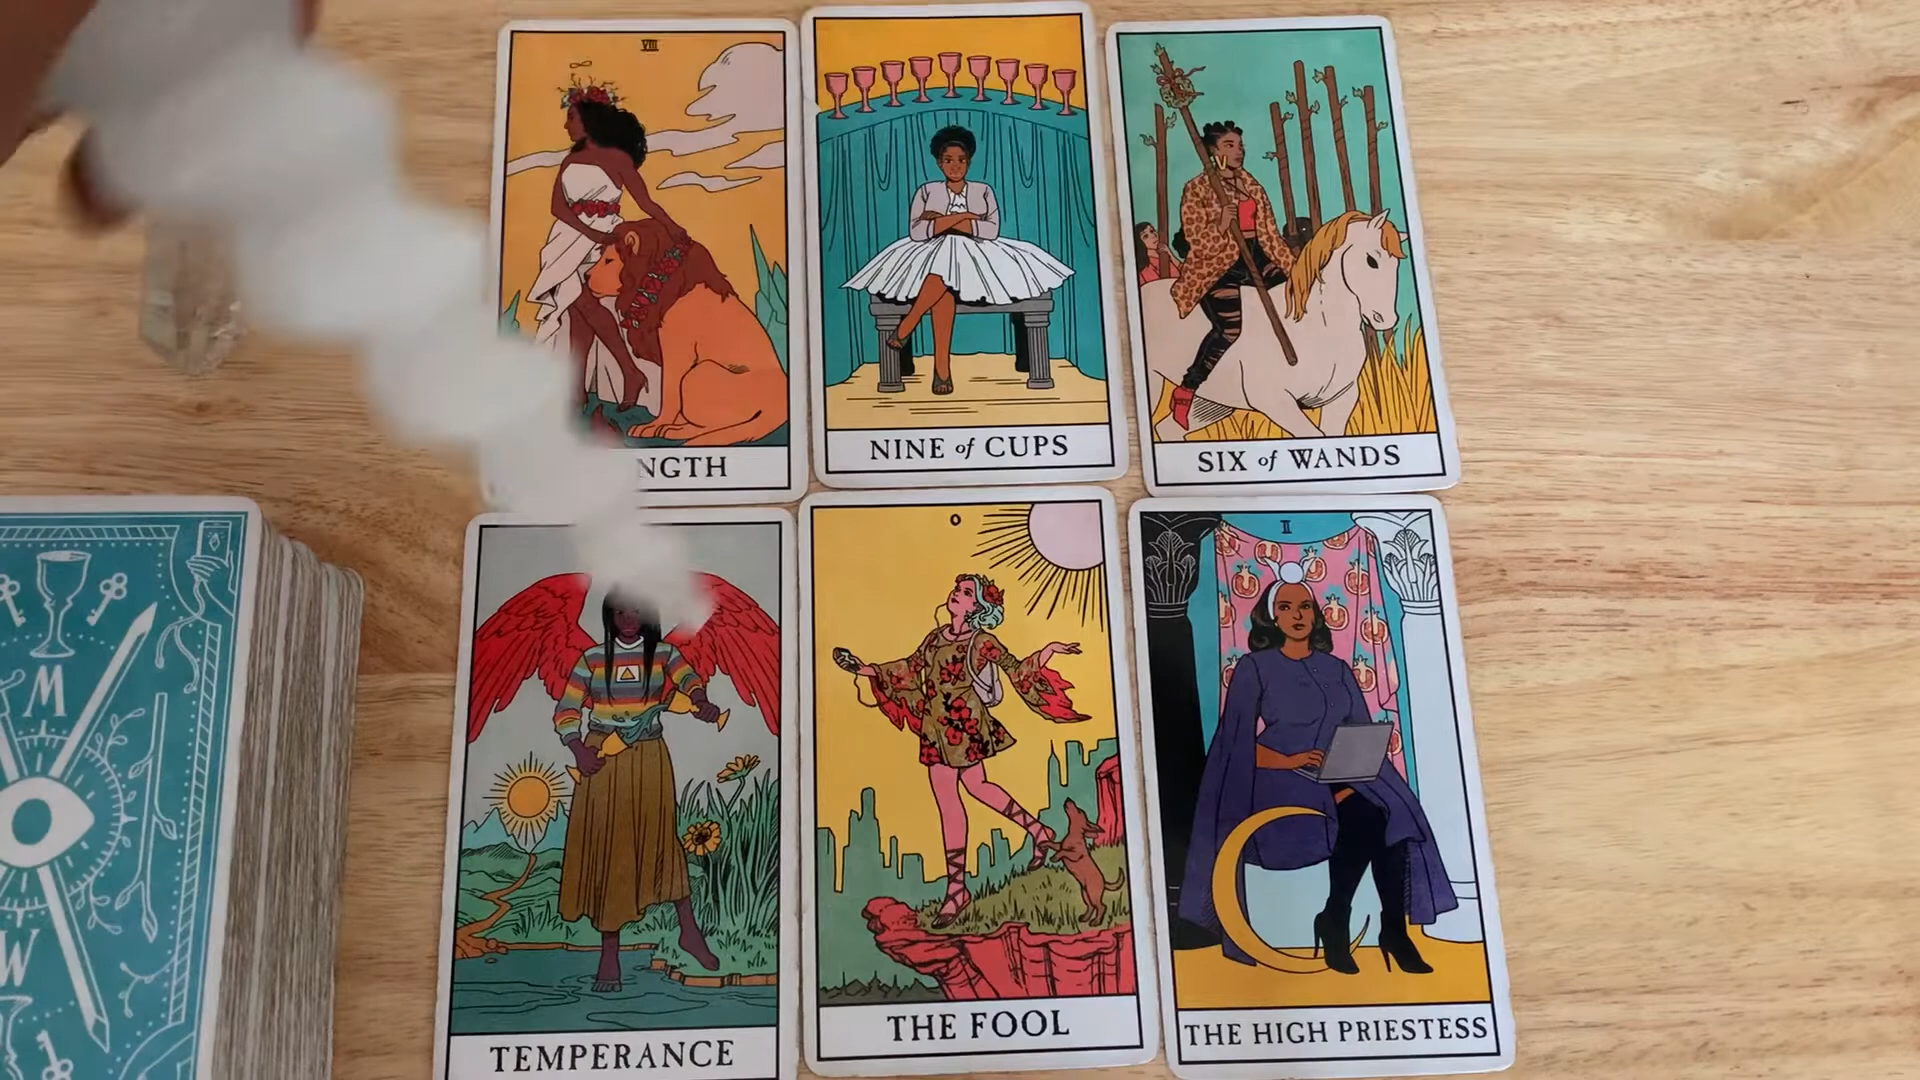 VIII
NGTH
NINE of CUPS
SIX of WANDS
TEMPERANCE
0
THE FOOL
II
THE HIGH PRIESTESS
M
W